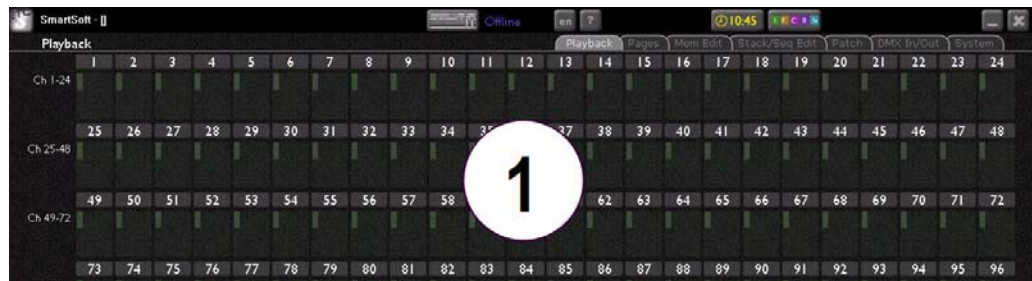 SmartSoft - [] Offline en ? 10:45 I F C B N
Playback Playback Pages Mem Edit Stack/Seq Edit Patch DMX In/Out System
1 2 3 4 5 6 7 8 9 10 11 12 13 14 15 16 17 18 19 20 21 22 23 24
Ch 1-24
25 26 27 28 29 30 31 32 33 34 37 38 39 40 41 42 43 44 45 46 47 48
Ch 25-48
1
49 50 51 52 53 54 55 56 57 58 62 63 64 65 66 67 68 69 70 71 72
Ch 49-72
73 74 75 76 77 78 79 80 81 82 83 84 85 86 87 88 89 90 91 92 93 94 95 96